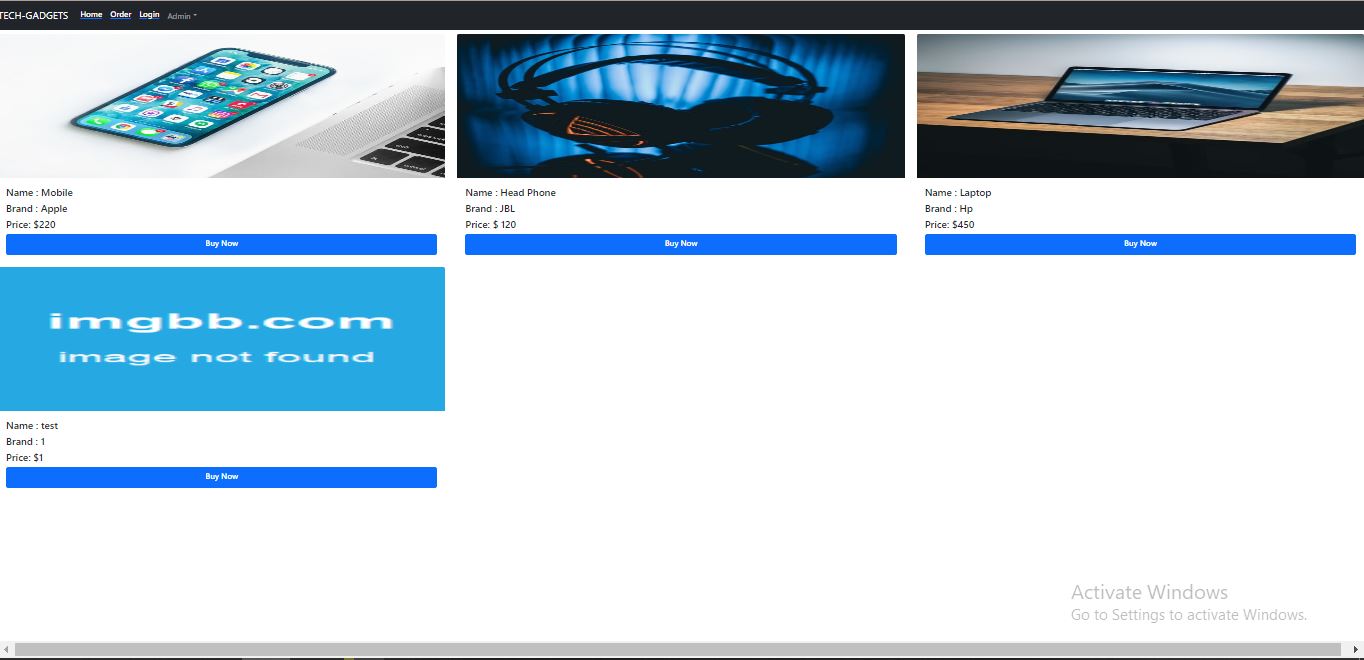 TECH-GADGETS Home Order Login Admin
Name : Mobile
Brand : Apple
Price: $220
Buy Now
Name : Head Phone
Brand : JBL
Price: $ 120
Buy Now
Name : Laptop
Brand : Hp
Price: $450
Buy Now
imgbb.com
image not found
Name : test
Brand : 1
Price: $1
Buy Now
Activate Windows
Go to Settings to activate Windows.